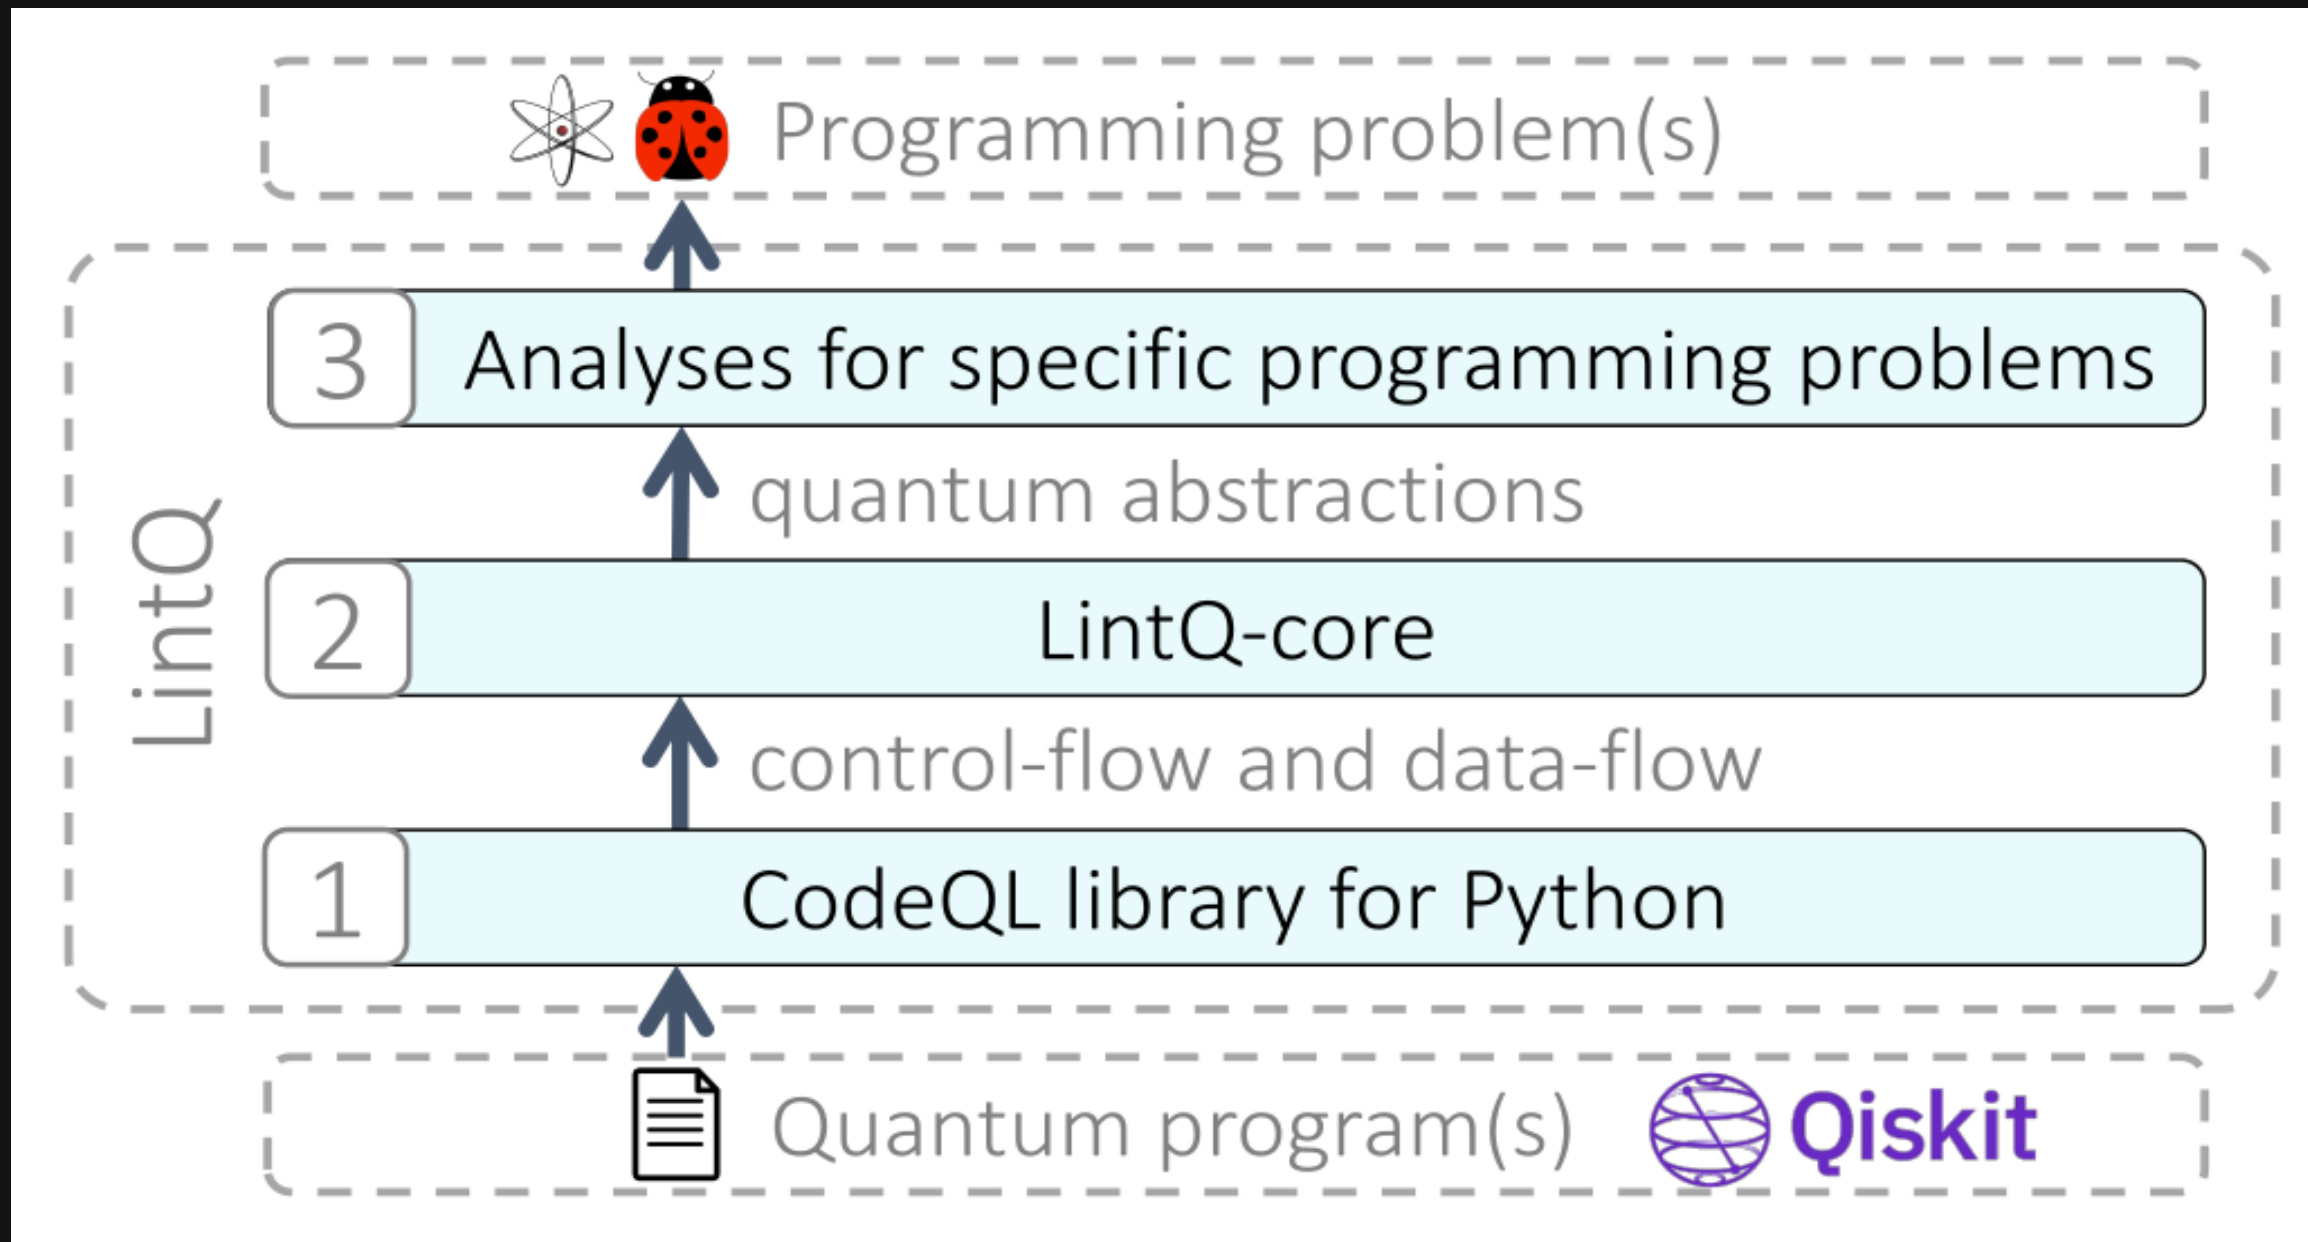 Programming problem(s)
3 Analyses for specific programming problems
quantum abstractions
LintQ
2 LintQ-core
control-flow and data-flow
1 CodeQL library for Python
Quantum program(s) Qiskit